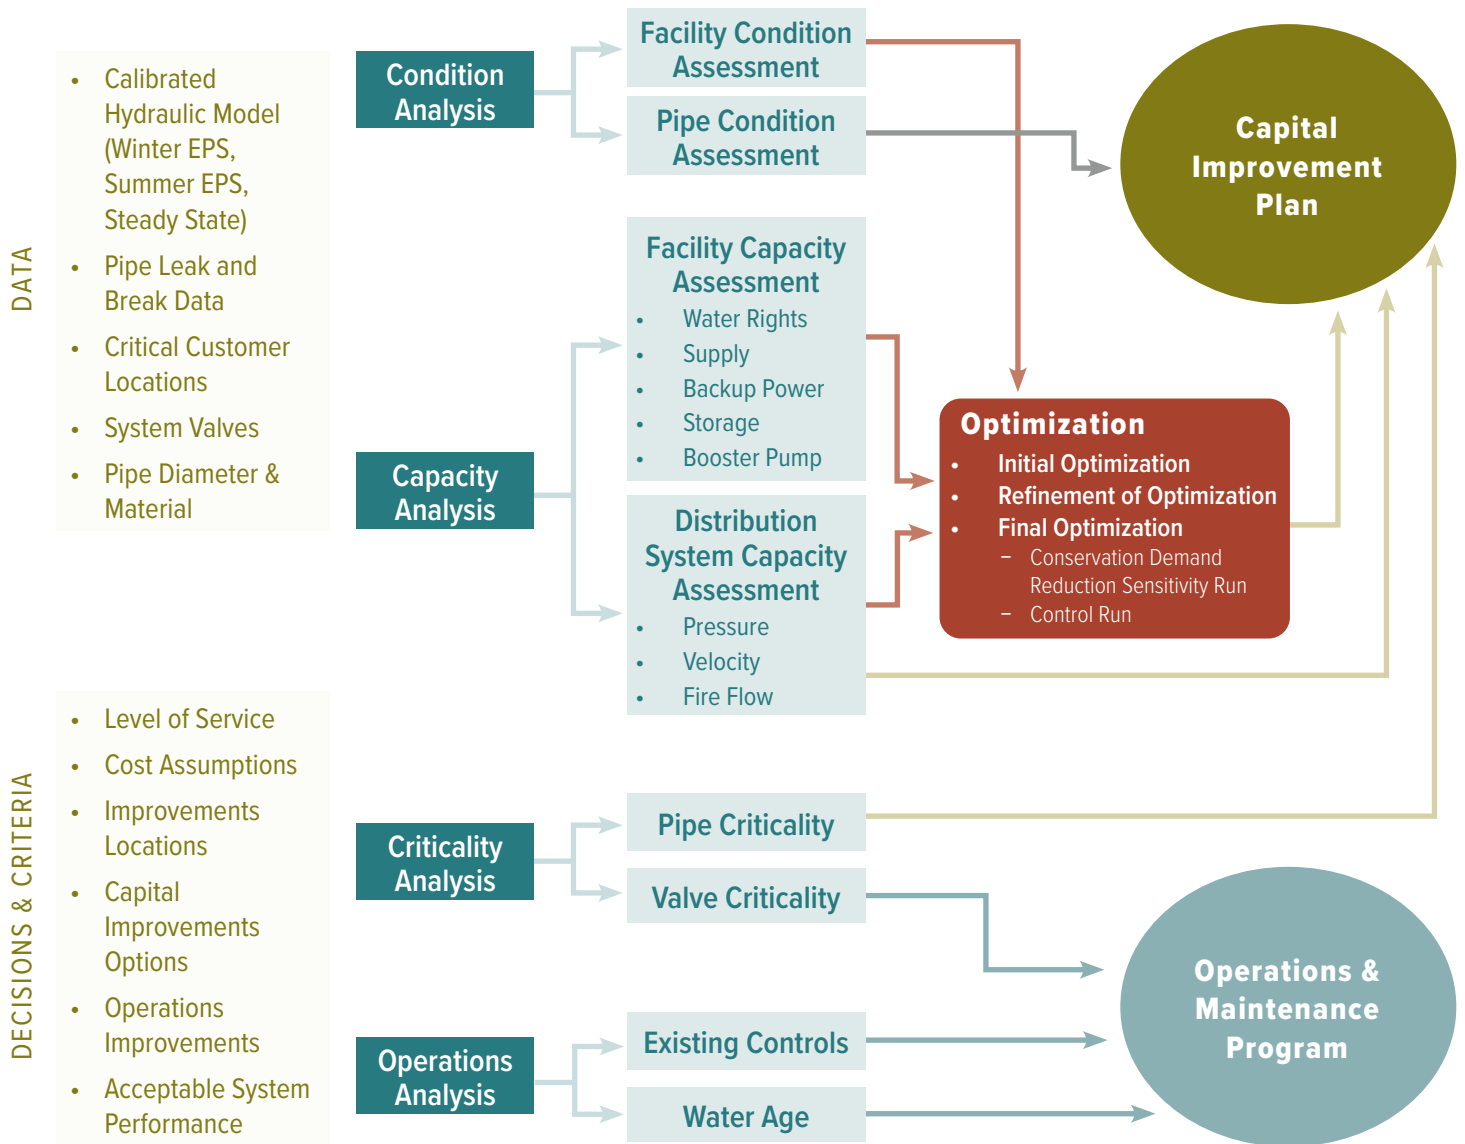 DATA
• Calibrated
Hydraulic Model
(Winter EPS,
Summer EPS,
Steady State)
• Pipe Leak and
Break Data
• Critical Customer
Locations
• System Valves
• Pipe Diameter &
Material
DECISIONS & CRITERIA
• Level of Service
• Cost Assumptions
• Improvements
Locations
• Capital
Improvements
Options
• Operations
Improvements
• Acceptable System
Performance
Condition
Analysis
Capacity
Analysis
Criticality
Analysis
Operations
Analysis
Facility Condition
Assessment
Pipe Condition
Assessment
Facility Capacity
Assessment
• Water Rights
• Supply
• Backup Power
• Storage
• Booster Pump
Distribution
System Capacity
Assessment
• Pressure
• Velocity
• Fire Flow
Pipe Criticality
Valve Criticality
Existing Controls
Water Age
Optimization
• Initial Optimization
• Refinement of Optimization
• Final Optimization
– Conservation Demand
Reduction Sensitivity Run
– Control Run
Capital
Improvement
Plan
Operations &
Maintenance
Program